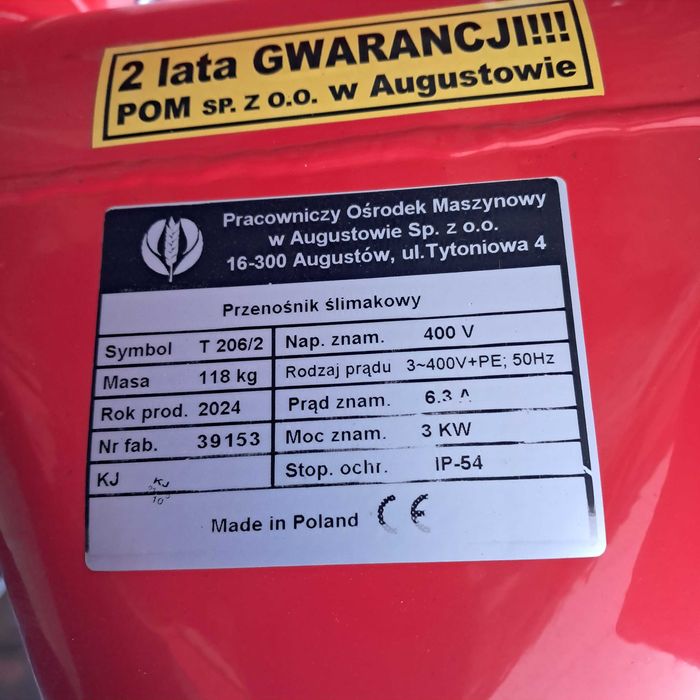 2 lata GWARANCJI!!!
POM SP. Z O.O. w Augustowie
Pracowniczy Ośrodek Maszynowy
w Augustowie Sp. z o.o.
16-300 Augustów, ul.Tytoniowa 4
Przenośnik ślimakowy
Symbol T 206/2
Nap. znam. 400 V
Masa 118 kg
Rodzaj prądu 3~400V+PE; 50Hz
Rok prod. 2024
Prąd znam. 6.3 A
Nr fab. 39153
Moc znam. 3 KW
KJ KJ
Stop. ochr. IP-54
Made in Poland CE